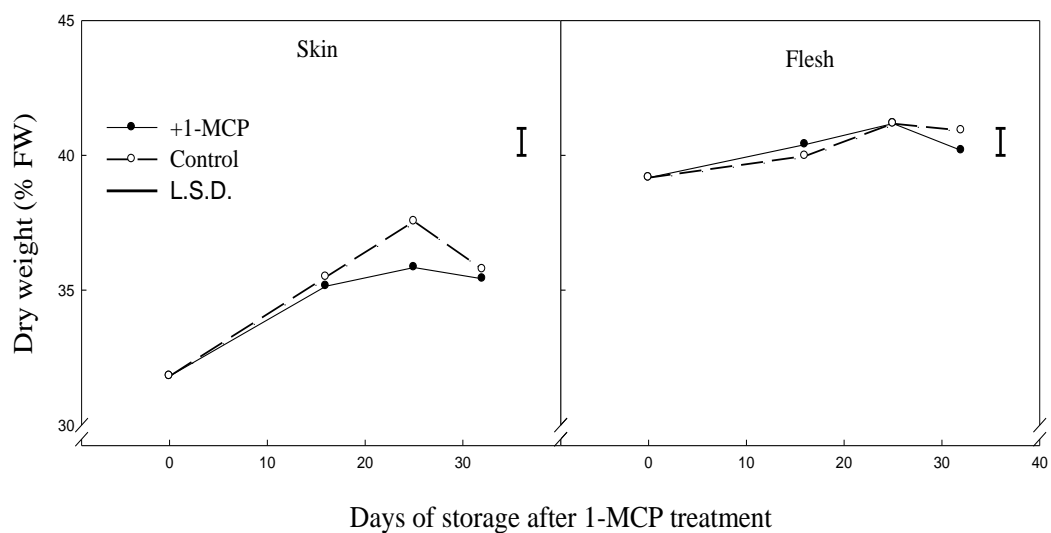 45
Skin
Flesh
+1-MCP
Control
L.S.D.
40
35
30
Dry weight (% FW)
0 10 20 30 0 10 20 30 40
Days of storage after 1-MCP treatment